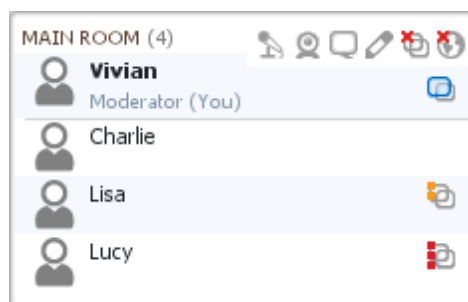 MAIN ROOM (4)
Vivian
Moderator (You)
Charlie
Lisa
Lucy